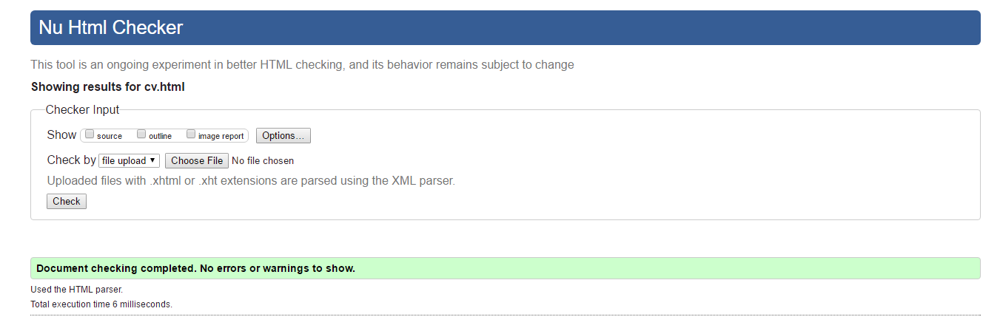 Nu Html Checker
This tool is an ongoing experiment in better HTML checking, and its behavior remains subject to change
Showing results for cv.html
Checker Input
Show source outline image report Options...
Check by file upload Choose File No file chosen
Uploaded files with .xhtml or .xht extensions are parsed using the XML parser.
Check
Document checking completed. No errors or warnings to show.
Used the HTML parser.
Total execution time 6 milliseconds.